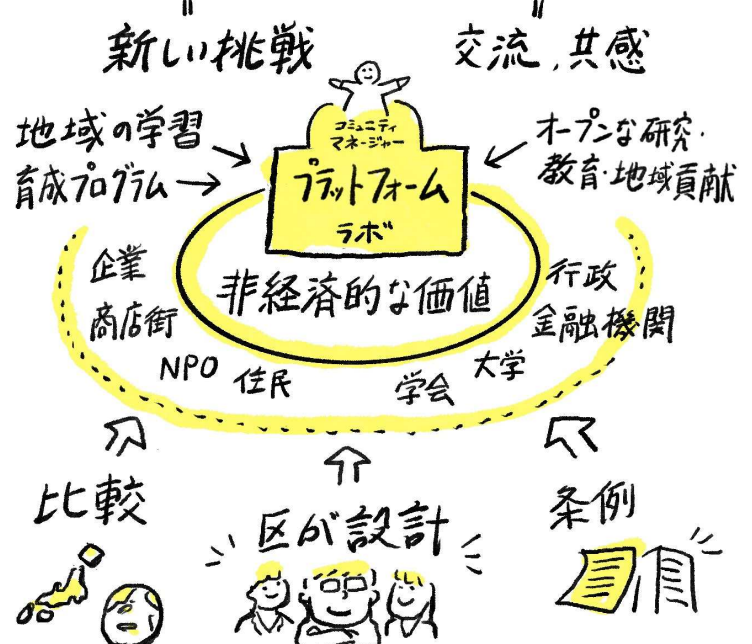 新しい挑戦
交流、共感
地域の学習
育成プログラム
コミュニティ
マネージャー
プラットフォーム
ラボ
オープンな研究・
教育・地域貢献
非経済的な価値
企業
商店街
NPO
住民
学会
大学
行政
金融機関
比較
区が設計
条例